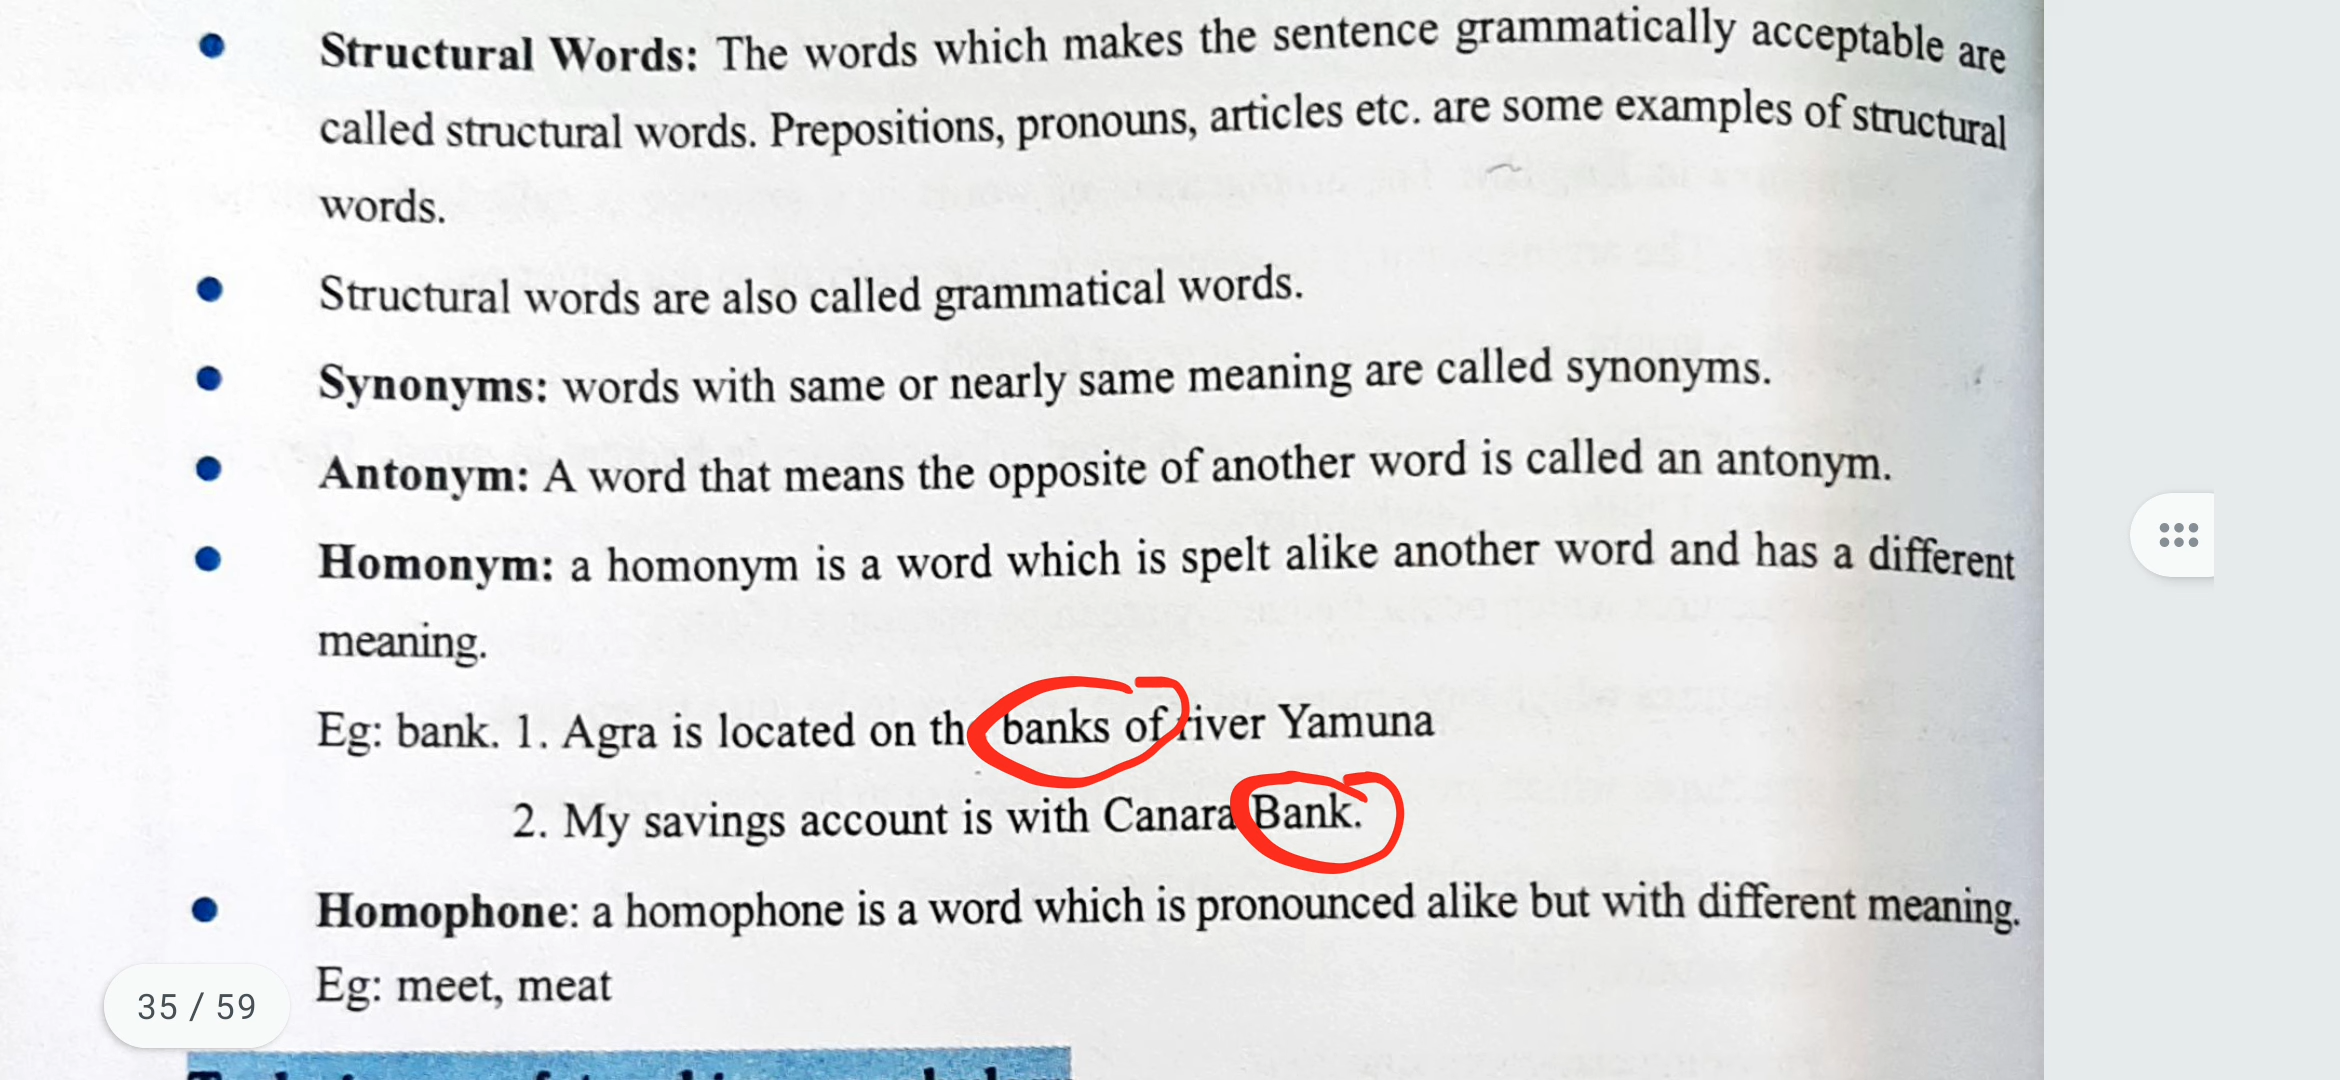 Structural Words: The words which makes the sentence grammatically acceptable are
called structural words. Prepositions, pronouns, articles etc. are some examples of structural
words.
Structural words are also called grammatical words.
Synonyms: words with same or nearly same meaning are called synonyms.
Antonym: A word that means the opposite of another word is called an antonym.
Homonym: a homonym is a word which is spelt alike another word and has a different
meaning.
Eg: bank. 1. Agra is located on th banks of river Yamuna
2. My savings account is with Canara Bank.
Homophone: a homophone is a word which is pronounced alike but with different meaning.
Eg: meet, meat
35 / 59